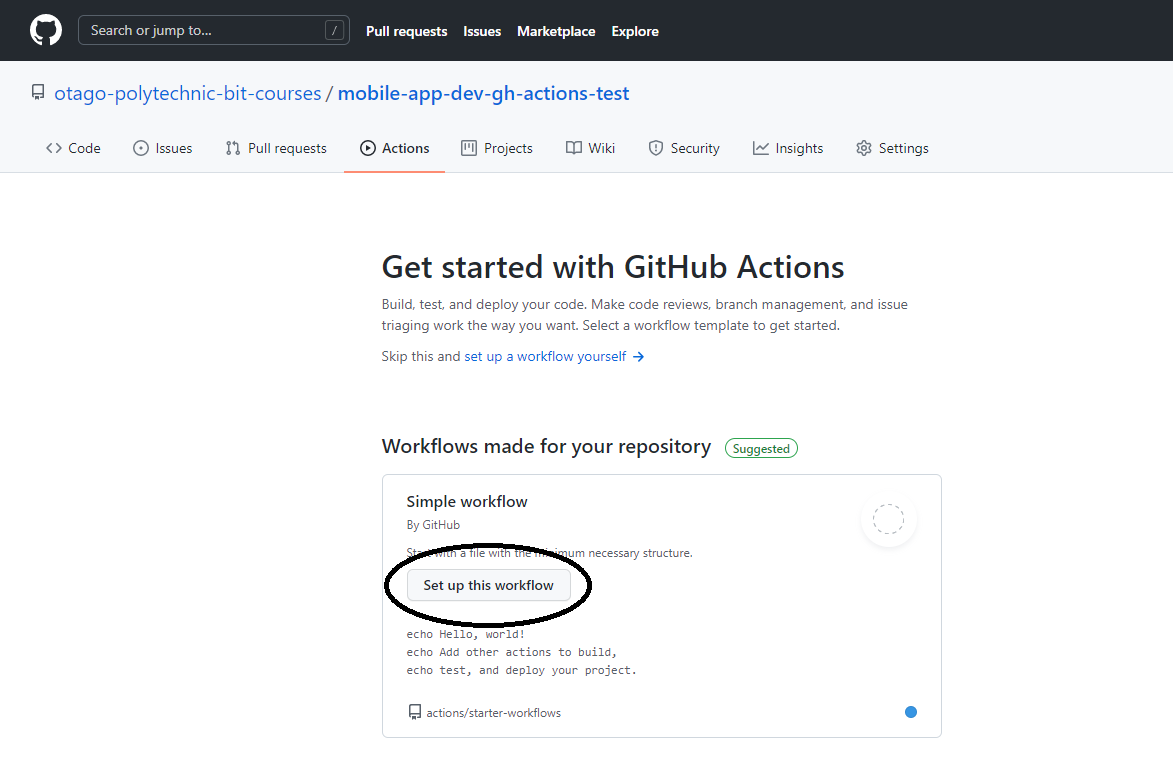 Search or jump to... /
Pull requests Issues Marketplace Explore
otago-polytechnic-bit-courses / mobile-app-dev-gh-actions-test
Code Issues Pull requests Actions Projects Wiki Security Insights Settings
Get started with GitHub Actions
Build, test, and deploy your code. Make code reviews, branch management, and issue
triaging work the way you want. Select a workflow template to get started.
Skip this and set up a workflow yourself →
Workflows made for your repository Suggested
Simple workflow
By GitHub
Start with a file with the minimum necessary structure.
Set up this workflow
echo Hello, world!
echo Add other actions to build,
echo test, and deploy your project.
actions/starter-workflows